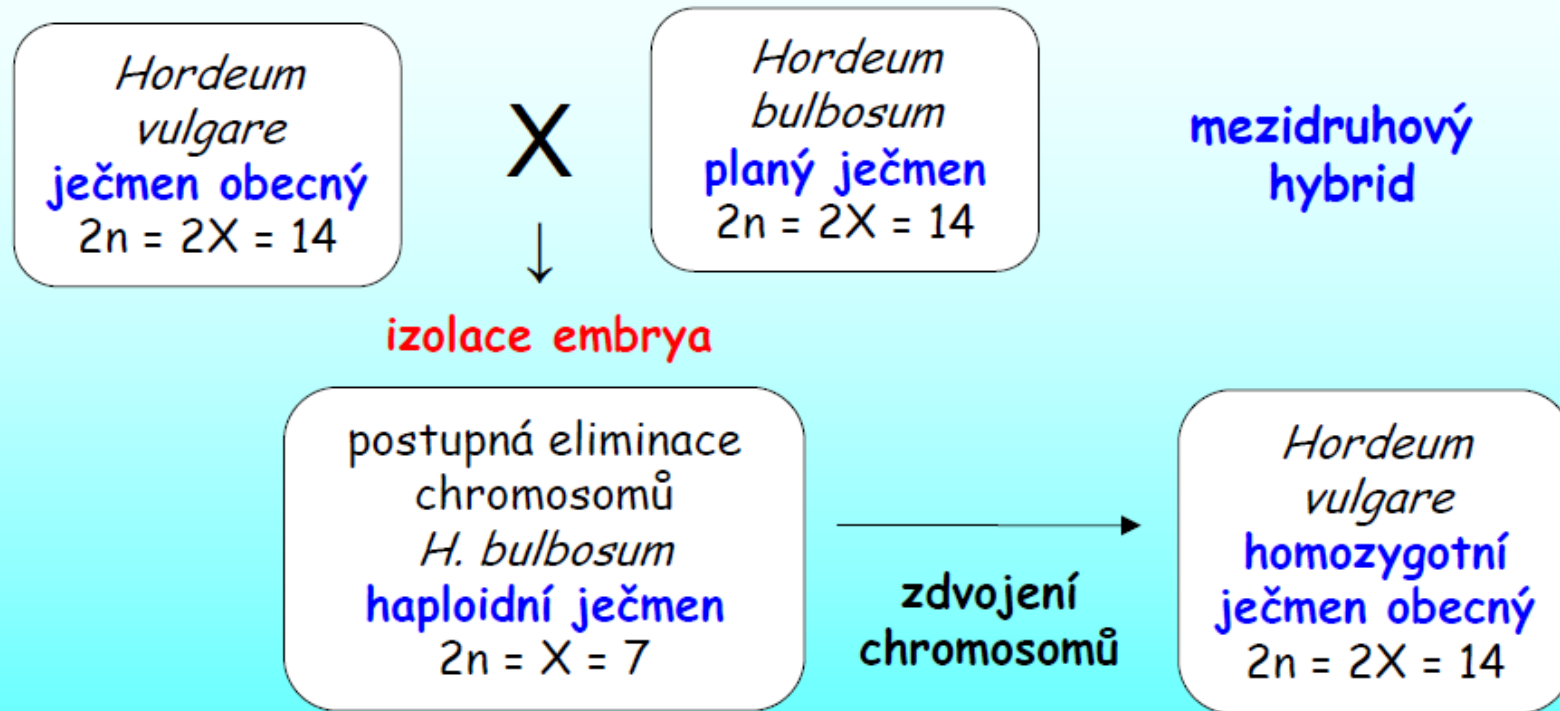 Hordeum
vulgare
ječmen obecný
2n = 2X = 14
X
Hordeum
bulbosum
planý ječmen
2n = 2X = 14
mezidruhový
hybrid
↓
izolace embrya
postupná eliminace
chromosomů
H. bulbosum
haploidní ječmen
2n = X = 7
zdvojení
chromosomů
Hordeum
vulgare
homozygotní
ječmen obecný
2n = 2X = 14